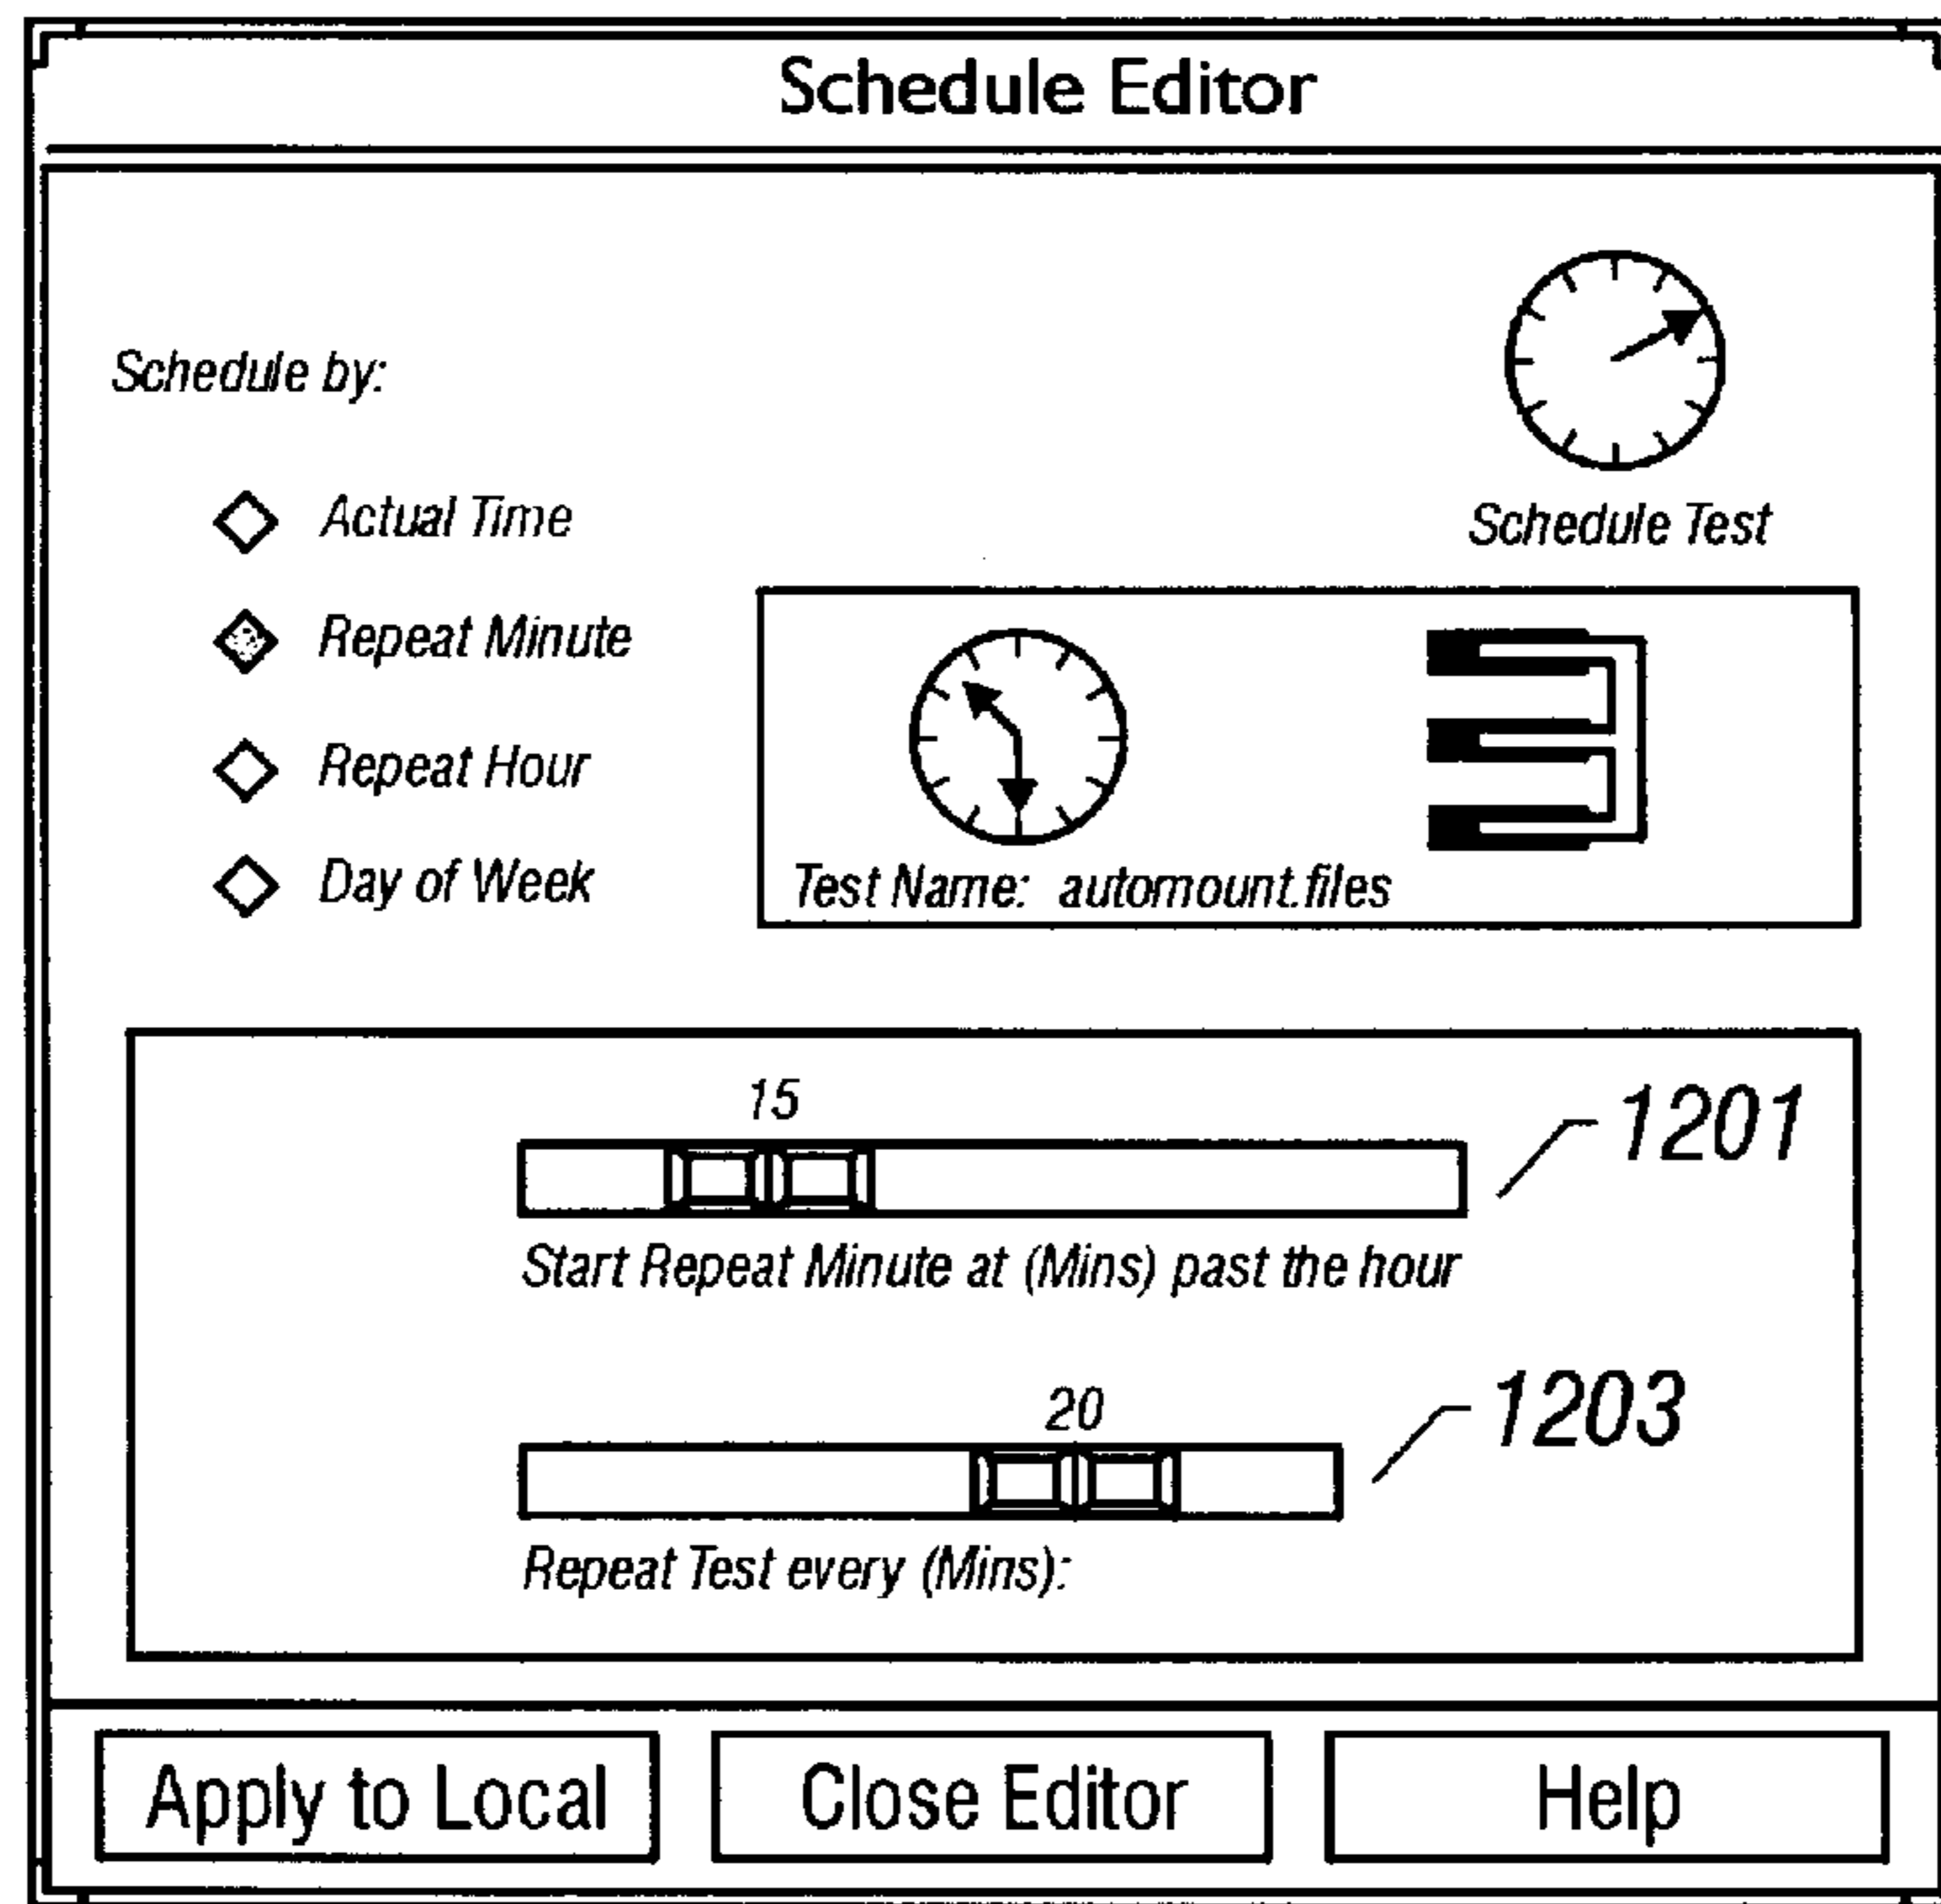 Schedule Editor
Schedule by:
Actual Time
Repeat Minute
Repeat Hour
Day of Week
Schedule Test
Test Name: automount.files
15
1201
Start Repeat Minute at (Mins) past the hour
20
1203
Repeat Test every (Mins):
Apply to Local
Close Editor
Help